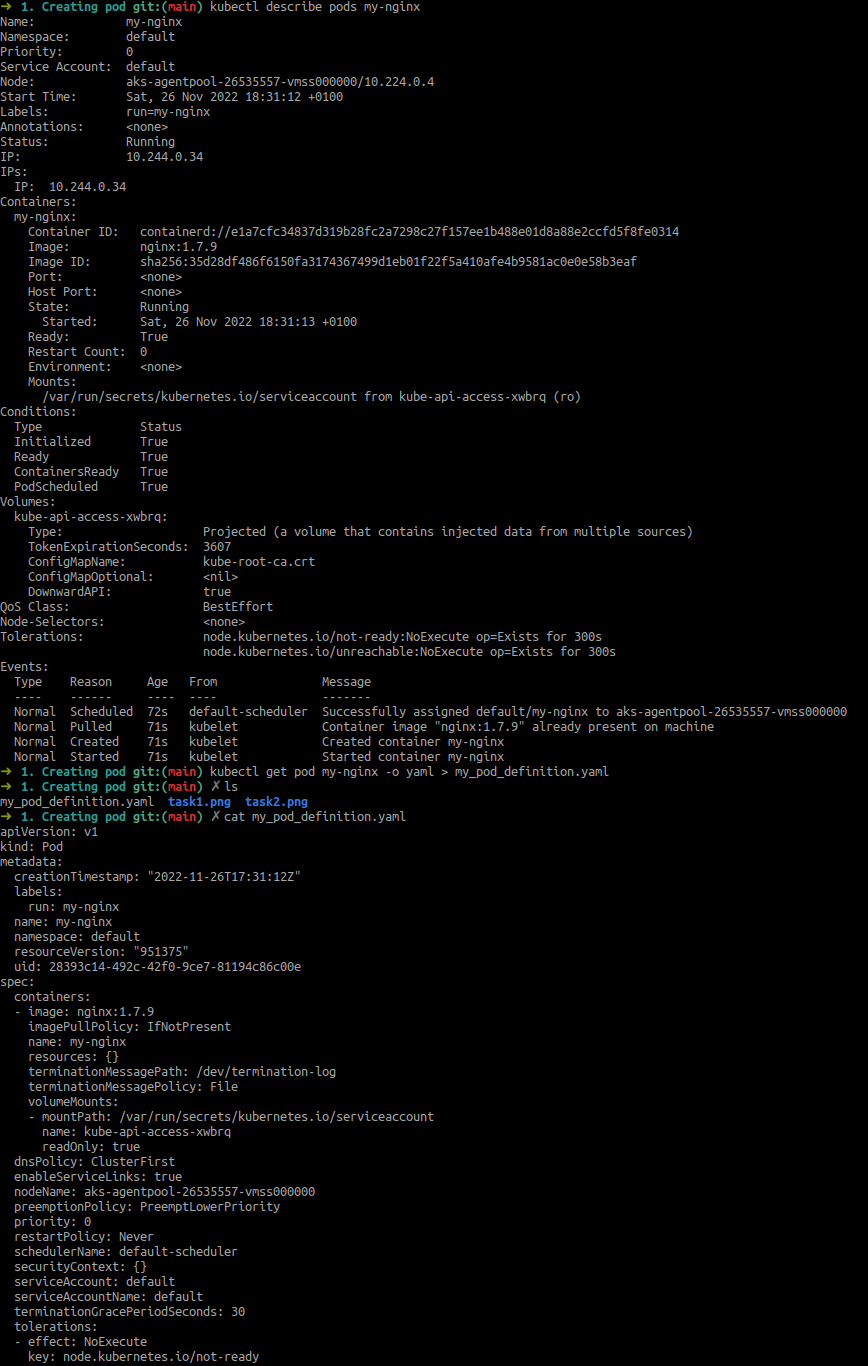 ➜ 1. Creating pod git:(main) kubectl describe pods my-nginx
Name:             my-nginx
Namespace:        default
Priority:         0
Service Account:  default
Node:             aks-agentpool-26535557-vmss000000/10.224.0.4
Start Time:       Sat, 26 Nov 2022 18:31:12 +0100
Labels:           run=my-nginx
Annotations:      <none>
Status:           Running
IP:               10.244.0.34
IPs:
  IP:  10.244.0.34
Containers:
  my-nginx:
    Container ID:   containerd://e1a7cfc34837d319b28fc2a7298c27f157ee1b488e01d8a88e2ccfd5f8fe0314
    Image:          nginx:1.7.9
    Image ID:       sha256:35d28df486f6150fa3174367499d1eb01f22f5a410afe4b9581ac0e0e58b3eaf
    Port:           <none>
    Host Port:      <none>
    State:          Running
      Started:      Sat, 26 Nov 2022 18:31:13 +0100
    Ready:          True
    Restart Count:  0
    Environment:    <none>
    Mounts:
      /var/run/secrets/kubernetes.io/serviceaccount from kube-api-access-xwbrq (ro)
Conditions:
  Type              Status
  Initialized       True
  Ready             True
  ContainersReady   True
  PodScheduled      True
Volumes:
  kube-api-access-xwbrq:
    Type:                    Projected (a volume that contains injected data from multiple sources)
    TokenExpirationSeconds:  3607
    ConfigMapName:           kube-root-ca.crt
    ConfigMapOptional:       <nil>
    DownwardAPI:             true
QoS Class:                   BestEffort
Node-Selectors:              <none>
Tolerations:                 node.kubernetes.io/not-ready:NoExecute op=Exists for 300s
                             node.kubernetes.io/unreachable:NoExecute op=Exists for 300s
Events:
  Type    Reason     Age   From               Message
  ----    ------     ----  ----               -------
  Normal  Scheduled  72s   default-scheduler  Successfully assigned default/my-nginx to aks-agentpool-26535557-vmss000000
  Normal  Pulled     71s   kubelet            Container image "nginx:1.7.9" already present on machine
  Normal  Created    71s   kubelet            Created container my-nginx
  Normal  Started    71s   kubelet            Started container my-nginx
➜ 1. Creating pod git:(main) kubectl get pod my-nginx -o yaml > my_pod_definition.yaml
➜ 1. Creating pod git:(main) ✗ ls
my_pod_definition.yaml  task1.png  task2.png
➜ 1. Creating pod git:(main) ✗ cat my_pod_definition.yaml
apiVersion: v1
kind: Pod
metadata:
  creationTimestamp: "2022-11-26T17:31:12Z"
  labels:
    run: my-nginx
  name: my-nginx
  namespace: default
  resourceVersion: "951375"
  uid: 28393c14-492c-42f0-9ce7-81194c86c00e
spec:
  containers:
  - image: nginx:1.7.9
    imagePullPolicy: IfNotPresent
    name: my-nginx
    resources: {}
    terminationMessagePath: /dev/termination-log
    terminationMessagePolicy: File
    volumeMounts:
    - mountPath: /var/run/secrets/kubernetes.io/serviceaccount
      name: kube-api-access-xwbrq
      readOnly: true
  dnsPolicy: ClusterFirst
  enableServiceLinks: true
  nodeName: aks-agentpool-26535557-vmss000000
  preemptionPolicy: PreemptLowerPriority
  priority: 0
  restartPolicy: Never
  schedulerName: default-scheduler
  securityContext: {}
  serviceAccount: default
  serviceAccountName: default
  terminationGracePeriodSeconds: 30
  tolerations:
  - effect: NoExecute
    key: node.kubernetes.io/not-ready